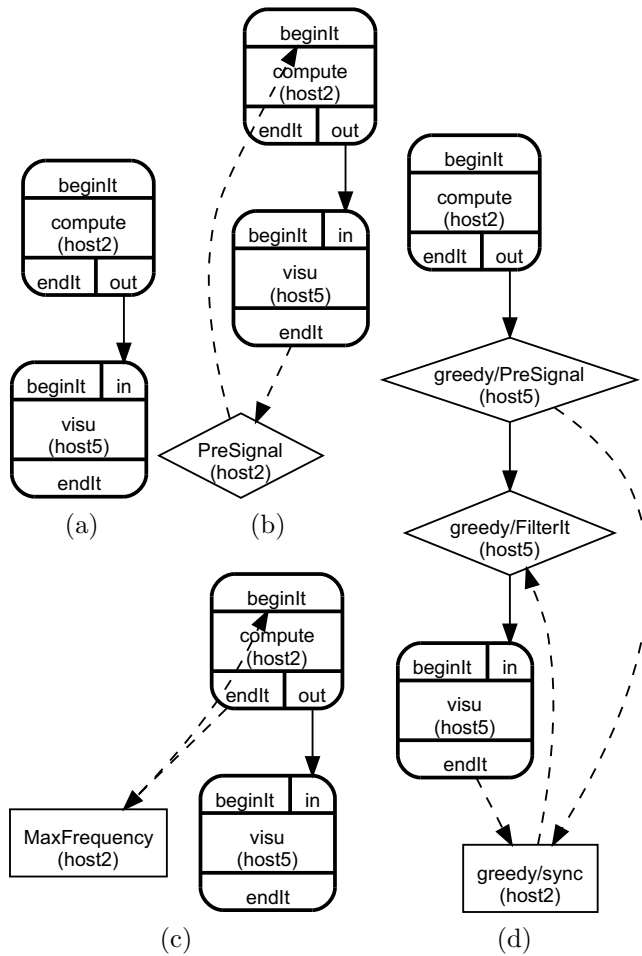 beginIt
compute
(host2)
endIt out
beginIt in
visu
(host5)
endIt
(a)
beginIt
compute
(host2)
endIt out
beginIt in
visu
(host5)
endIt
PreSignal
(host2)
(b)
beginIt
compute
(host2)
endIt out
beginIt in
visu
(host5)
endIt
MaxFrequency
(host2)
(c)
beginIt
compute
(host2)
endIt out
greedy/PreSignal
(host5)
greedy/FilterIt
(host5)
beginIt in
visu
(host5)
endIt
greedy/sync
(host2)
(d)